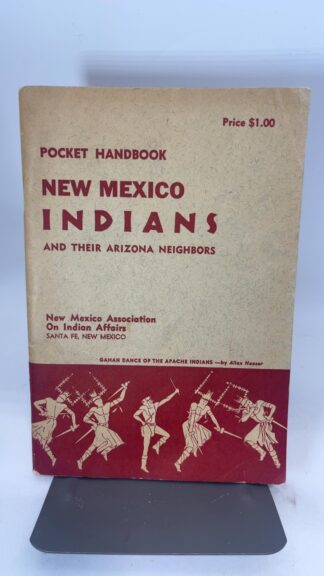 Price $1.00
POCKET HANDBOOK
NEW MEXICO
INDIANS
AND THEIR ARIZONA NEIGHBORS
New Mexico Association
On Indian Affairs
SANTA FE, NEW MEXICO
GAHAN DANCE OF THE APACHE INDIANS —by Allan Houser